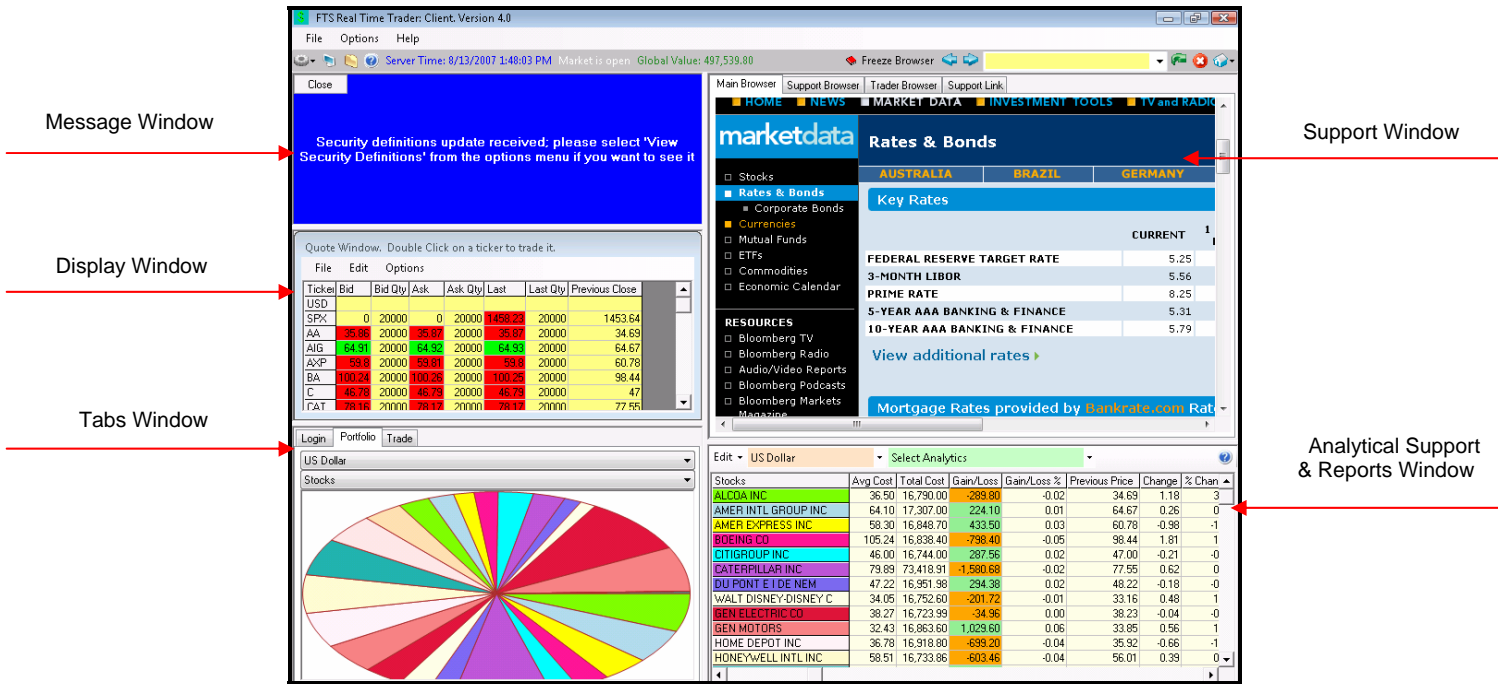 FTS Real Time Trader: Client. Version 4.0
File Options Help
Server Time: 8/13/2007 1:48:03 PM Market is open Global Value: 497,539.80
Freeze Browser
Message Window
Display Window
Tabs Window
Support Window
Analytical Support
& Reports Window
Close
Security definitions update received; please select 'View
Security Definitions' from the options menu if you want to see it
Quote Window. Double Click on a ticker to trade it.
File Edit Options
Ticker Bid Bid Qty Ask Ask Qty Last Last Qty Previous Close
USD
SPX 0 20000 0 20000 1458.23 20000 1453.64
AA 35.86 20000 35.87 20000 35.87 20000 34.69
AIG 64.91 20000 64.92 20000 64.93 20000 64.67
AXP 59.8 20000 59.81 20000 59.8 20000 60.78
BA 100.24 20000 100.26 20000 100.25 20000 98.44
C 46.78 20000 46.79 20000 46.79 20000 47
CAT 78.16 20000 78.17 20000 78.17 20000 77.55
Login Portfolio Trade
US Dollar
Stocks
Main Browser Support Browser Trader Browser Support Link
HOME NEWS MARKET DATA INVESTMENT TOOLS TV and RADIO
marketdata
Stocks
Rates & Bonds
Corporate Bonds
Currencies
Mutual Funds
ETFs
Commodities
Economic Calendar
RESOURCES
Bloomberg TV
Bloomberg Radio
Audio/Video Reports
Bloomberg Podcasts
Bloomberg Markets
Magazine
Rates & Bonds
AUSTRALIA BRAZIL GERMANY
Key Rates
CURRENT 1
FEDERAL RESERVE TARGET RATE 5.25
3-MONTH LIBOR 5.56
PRIME RATE 8.25
5-YEAR AAA BANKING & FINANCE 5.31
10-YEAR AAA BANKING & FINANCE 5.79
View additional rates
Mortgage Rates provided by Bankrate.com Rat
Edit US Dollar Select Analytics
Stocks Avg Cost Total Cost Gain/Loss Gain/Loss % Previous Price Change % Chan
ALCOA INC 36.50 16,790.00 -289.80 -0.02 34.69 1.18 3
AMER INTL GROUP INC 64.10 17,307.00 224.10 0.01 64.67 0.26 0
AMER EXPRESS INC 58.30 16,848.70 433.50 0.03 60.78 -0.98 -1
BOEING CO 105.24 16,838.40 -798.40 -0.05 98.44 1.81 1
CITIGROUP INC 46.00 16,744.00 287.56 0.02 47.00 -0.21 -0
CATERPILLAR INC 79.89 73,418.91 -1,580.68 -0.02 77.55 0.62 0
DU PONT E I DE NEM 47.22 16,951.98 294.38 0.02 48.22 -0.18 -0
WALT DISNEY-DISNEY C 34.05 16,752.60 -201.72 -0.01 33.16 0.48 1
GEN ELECTRIC CO 38.27 16,723.99 -34.96 0.00 38.23 -0.04 -0
GEN MOTORS 32.43 16,863.60 1,029.60 0.06 33.85 0.56 1
HOME DEPOT INC 36.78 16,918.80 -699.20 -0.04 35.92 -0.66 -1
HONEYWELL INTL INC 58.51 16,733.86 -603.46 -0.04 56.01 0.39 0